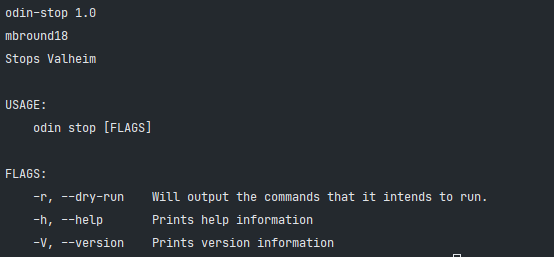 odin-stop 1.0
mbround18
Stops Valheim
USAGE:
odin stop [FLAGS]
FLAGS:
-r, --dry-run    Will output the commands that it intends to run.
-h, --help       Prints help information
-V, --version    Prints version information